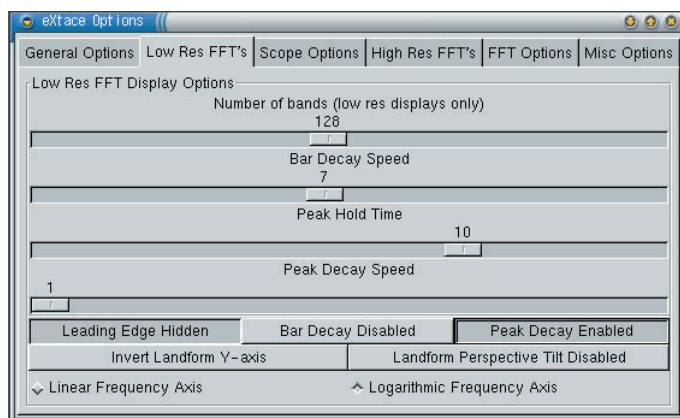 eXtace Options
General Options Low Res FFT's Scope Options High Res FFT's FFT Options Misc Options
Low Res FFT Display Options
Number of bands (low res displays only)
128
Bar Decay Speed
7
Peak Hold Time
10
Peak Decay Speed
1
Leading Edge Hidden Bar Decay Disabled Peak Decay Enabled
Invert Landform Y-axis Landform Perspective Tilt Disabled
Linear Frequency Axis Logarithmic Frequency Axis